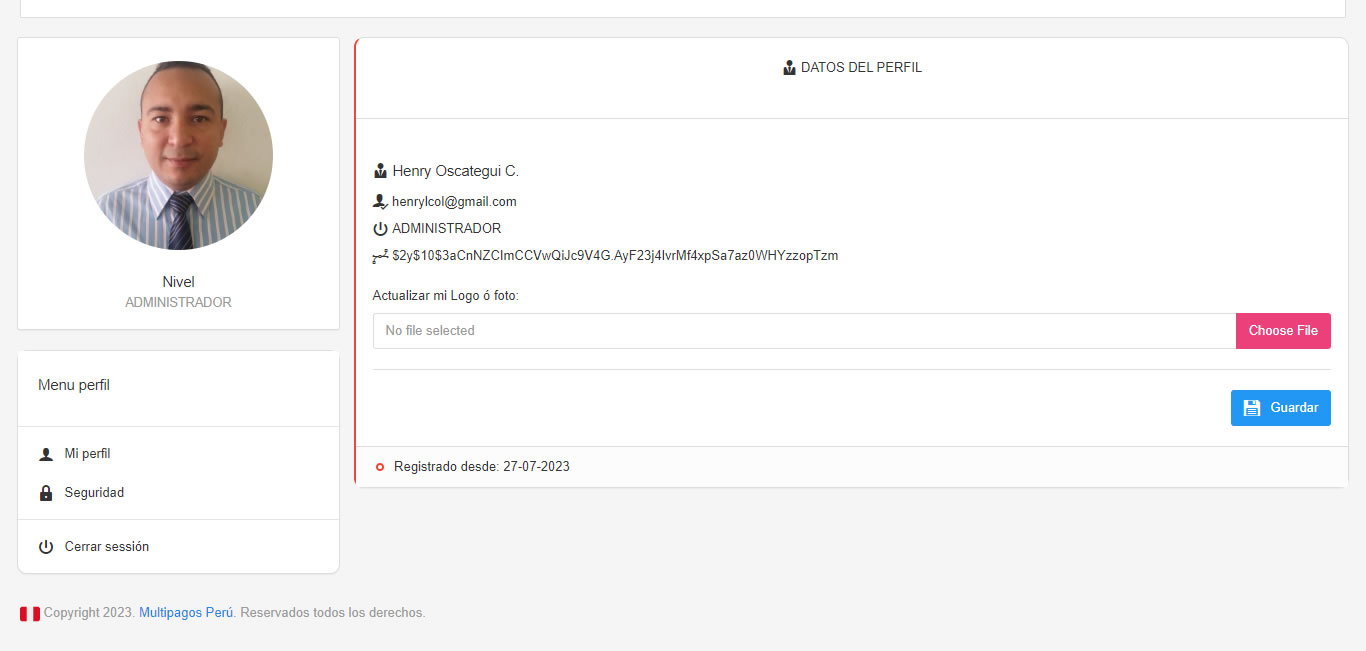 Nivel
ADMINISTRADOR
Menu perfil
Mi perfil
Seguridad
Cerrar sessión
DATOS DEL PERFIL
Henry Oscategui C.
henrylcol@gmail.com
ADMINISTRADOR
$2y$10$3aCnNZClmCCVwQiJc9V4G.AyF23j4lvrMf4xpSa7az0WHYzzopTzm
Actualizar mi Logo ó foto:
No file selected
Choose File
Guardar
Registrado desde: 27-07-2023
Copyright 2023. Multipagos Perú. Reservados todos los derechos.